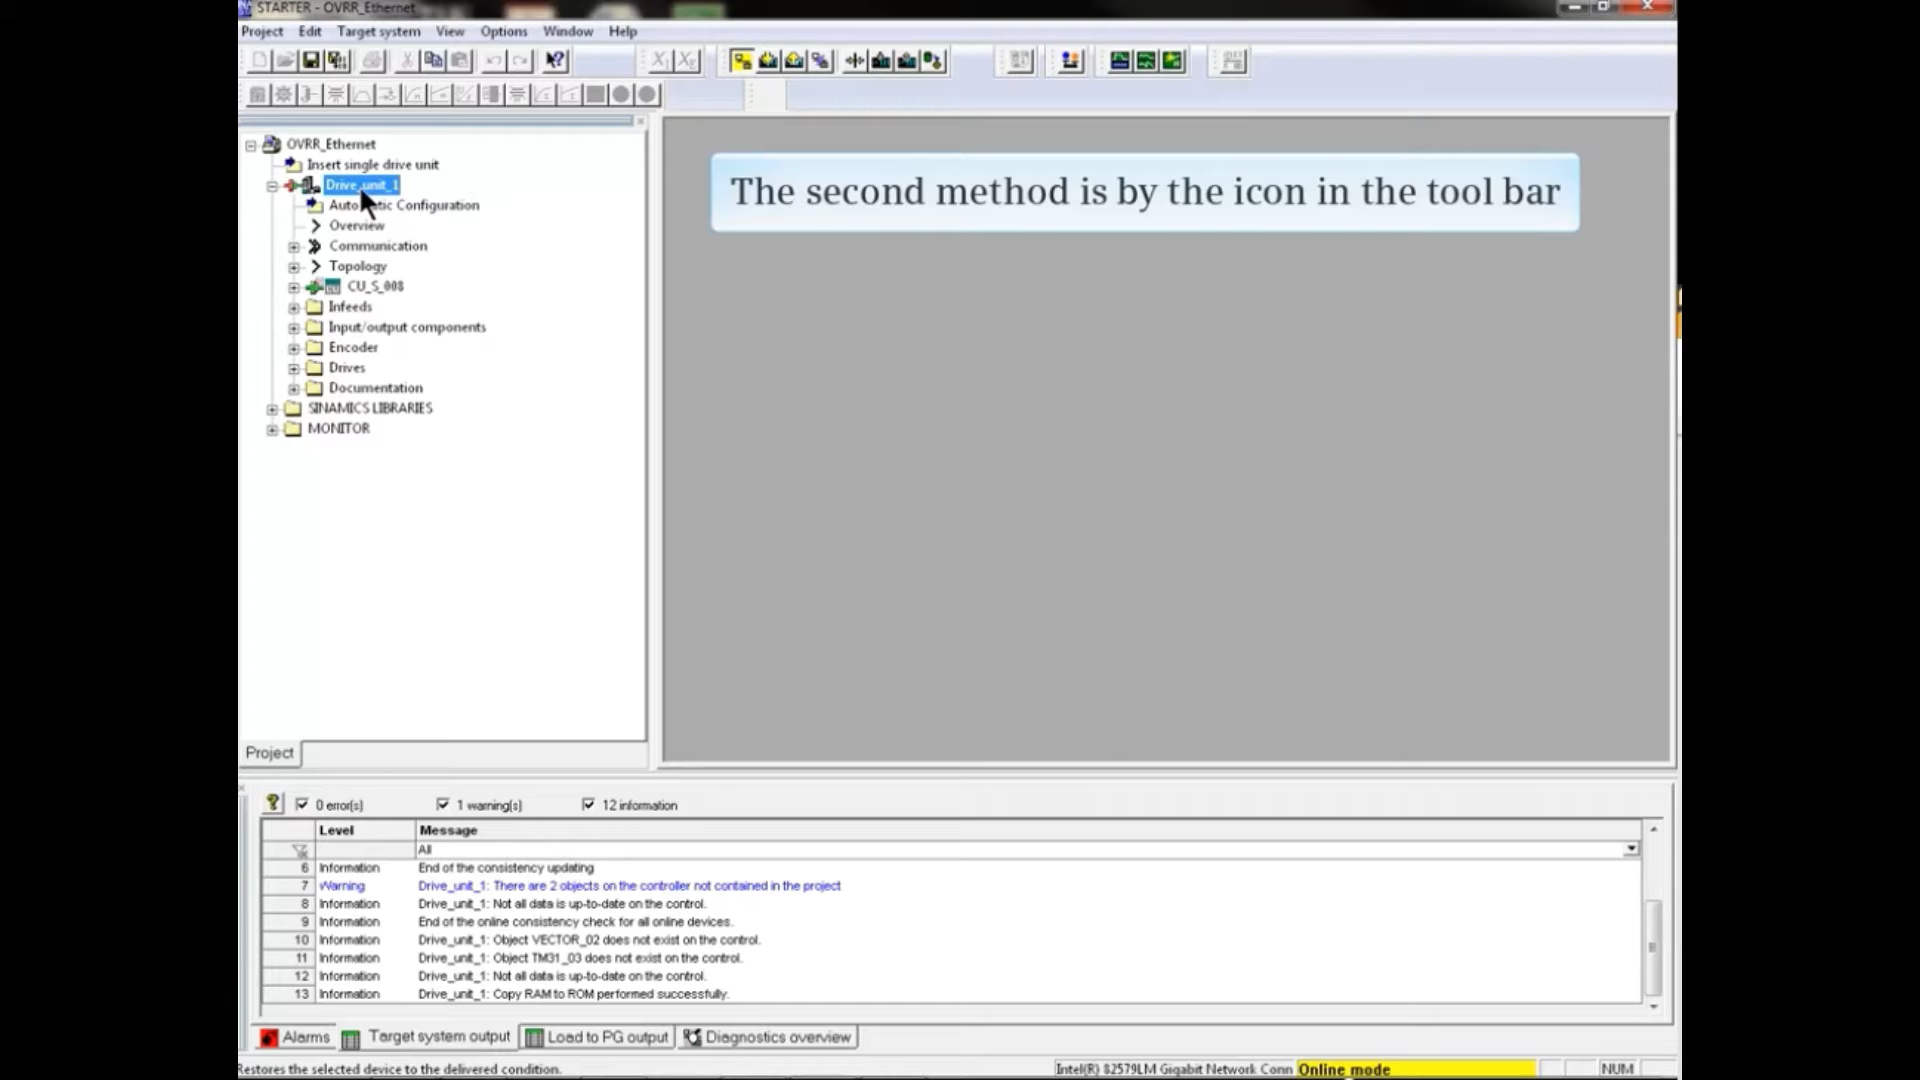 STARTER - OVRR_Ethernet
Project Edit Target system View Options Window Help
OVRR_Ethernet
Insert single drive unit
Drive_unit_1
Automatic Configuration
Overview
Communication
Topology
CU_S_008
Infeeds
Input/output components
Encoder
Drives
Documentation
SINAMICS LIBRARIES
MONITOR
Project
The second method is by the icon in the tool bar
0 error(s) 1 warning(s) 12 information
Level Message
All
6 Information End of the consistency updating
7 Warning Drive_unit_1: There are 2 objects on the controller not contained in the project
8 Information Drive_unit_1: Not all data is up-to-date on the control.
9 Information End of the online consistency check for all online devices.
10 Information Drive_unit_1: Object VECTOR_02 does not exist on the control.
11 Information Drive_unit_1: Object TM31_03 does not exist on the control.
12 Information Drive_unit_1: Not all data is up-to-date on the control.
13 Information Drive_unit_1: Copy RAM to ROM performed successfully.
Alarms Target system output Load to PG output Diagnostics overview
Restores the selected device to the delivered condition. Intel(R) 82579LM Gigabit Network Conn Online mode NUM